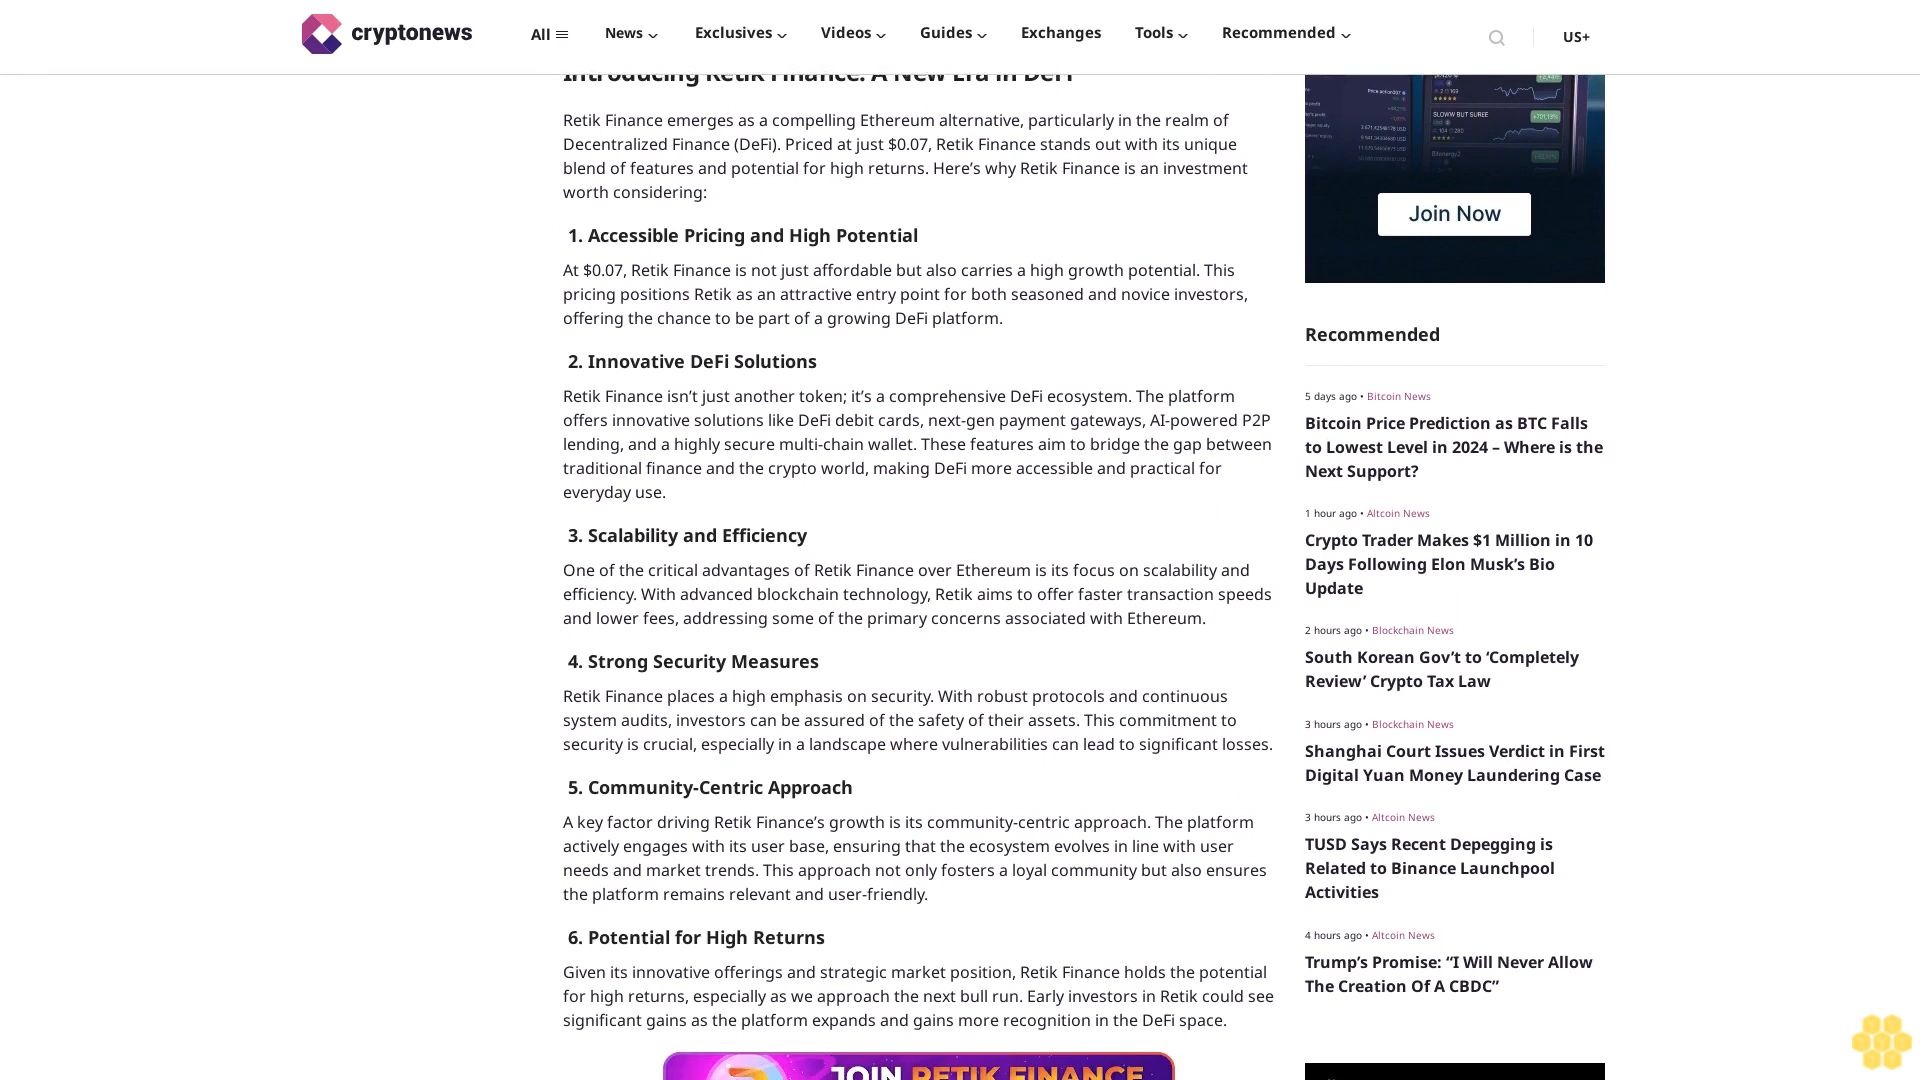 cryptonews
All
News
Exclusives
Videos
Guides
Exchanges
Tools
Recommended
US+
Introducing Retik Finance: A New Era in DeFi
Retik Finance emerges as a compelling Ethereum alternative, particularly in the realm of
Decentralized Finance (DeFi). Priced at just $0.07, Retik Finance stands out with its unique
blend of features and potential for high returns. Here’s why Retik Finance is an investment
worth considering:
1. Accessible Pricing and High Potential
At $0.07, Retik Finance is not just affordable but also carries a high growth potential. This
pricing positions Retik as an attractive entry point for both seasoned and novice investors,
offering the chance to be part of a growing DeFi platform.
2. Innovative DeFi Solutions
Retik Finance isn’t just another token; it’s a comprehensive DeFi ecosystem. The platform
offers innovative solutions like DeFi debit cards, next-gen payment gateways, AI-powered P2P
lending, and a highly secure multi-chain wallet. These features aim to bridge the gap between
traditional finance and the crypto world, making DeFi more accessible and practical for
everyday use.
3. Scalability and Efficiency
One of the critical advantages of Retik Finance over Ethereum is its focus on scalability and
efficiency. With advanced blockchain technology, Retik aims to offer faster transaction speeds
and lower fees, addressing some of the primary concerns associated with Ethereum.
4. Strong Security Measures
Retik Finance places a high emphasis on security. With robust protocols and continuous
system audits, investors can be assured of the safety of their assets. This commitment to
security is crucial, especially in a landscape where vulnerabilities can lead to significant losses.
5. Community-Centric Approach
A key factor driving Retik Finance’s growth is its community-centric approach. The platform
actively engages with its user base, ensuring that the ecosystem evolves in line with user
needs and market trends. This approach not only fosters a loyal community but also ensures
the platform remains relevant and user-friendly.
6. Potential for High Returns
Given its innovative offerings and strategic market position, Retik Finance holds the potential
for high returns, especially as we approach the next bull run. Early investors in Retik could see
significant gains as the platform expands and gains more recognition in the DeFi space.
JOIN RETIK FINANCE
SLOWW BUT SUREE
Join Now
Recommended
5 days ago • Bitcoin News
Bitcoin Price Prediction as BTC Falls
to Lowest Level in 2024 – Where is the
Next Support?
1 hour ago • Altcoin News
Crypto Trader Makes $1 Million in 10
Days Following Elon Musk’s Bio
Update
2 hours ago • Blockchain News
South Korean Gov’t to ‘Completely
Review’ Crypto Tax Law
3 hours ago • Blockchain News
Shanghai Court Issues Verdict in First
Digital Yuan Money Laundering Case
3 hours ago • Altcoin News
TUSD Says Recent Depegging is
Related to Binance Launchpool
Activities
4 hours ago • Altcoin News
Trump’s Promise: “I Will Never Allow
The Creation Of A CBDC”